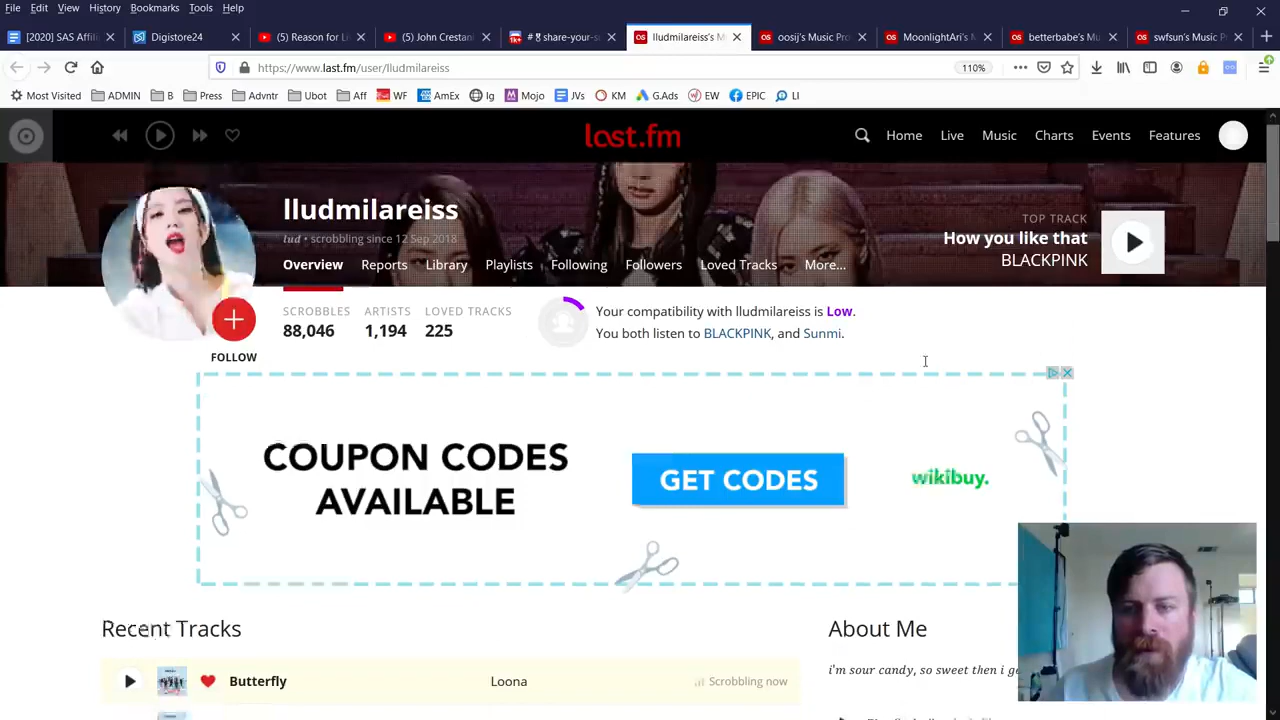 File Edit View History Bookmarks Tools Help
[2020] SAS Affili
Digistore24
(5) Reason for Li
(5) John Crestan
# share-your-su
lludmilareiss's M
oosij's Music Pro
MoonlightAri's M
betterbabe's Mu
swfsun's Music P
https://www.last.fm/user/lludmilareiss
110%
Most Visited ADMIN B Press Advntr Ubot Aff WF AmEx Ig Mojo JVs KM G.Ads EW EPIC LI
last.fm
Home Live Music Charts Events Features
lludmilareiss
lud • scrobbling since 12 Sep 2018
TOP TRACK
How you like that
BLACKPINK
Overview Reports Library Playlists Following Followers Loved Tracks More...
SCROBBLES ARTISTS LOVED TRACKS
88,046 1,194 225
Your compatibility with lludmilareiss is Low.
You both listen to BLACKPINK, and Sunmi.
FOLLOW
COUPON CODES
AVAILABLE
GET CODES
wikibuy.
Recent Tracks
About Me
i'm sour candy, so sweet then i g
Butterfly Loona Scrobbling now